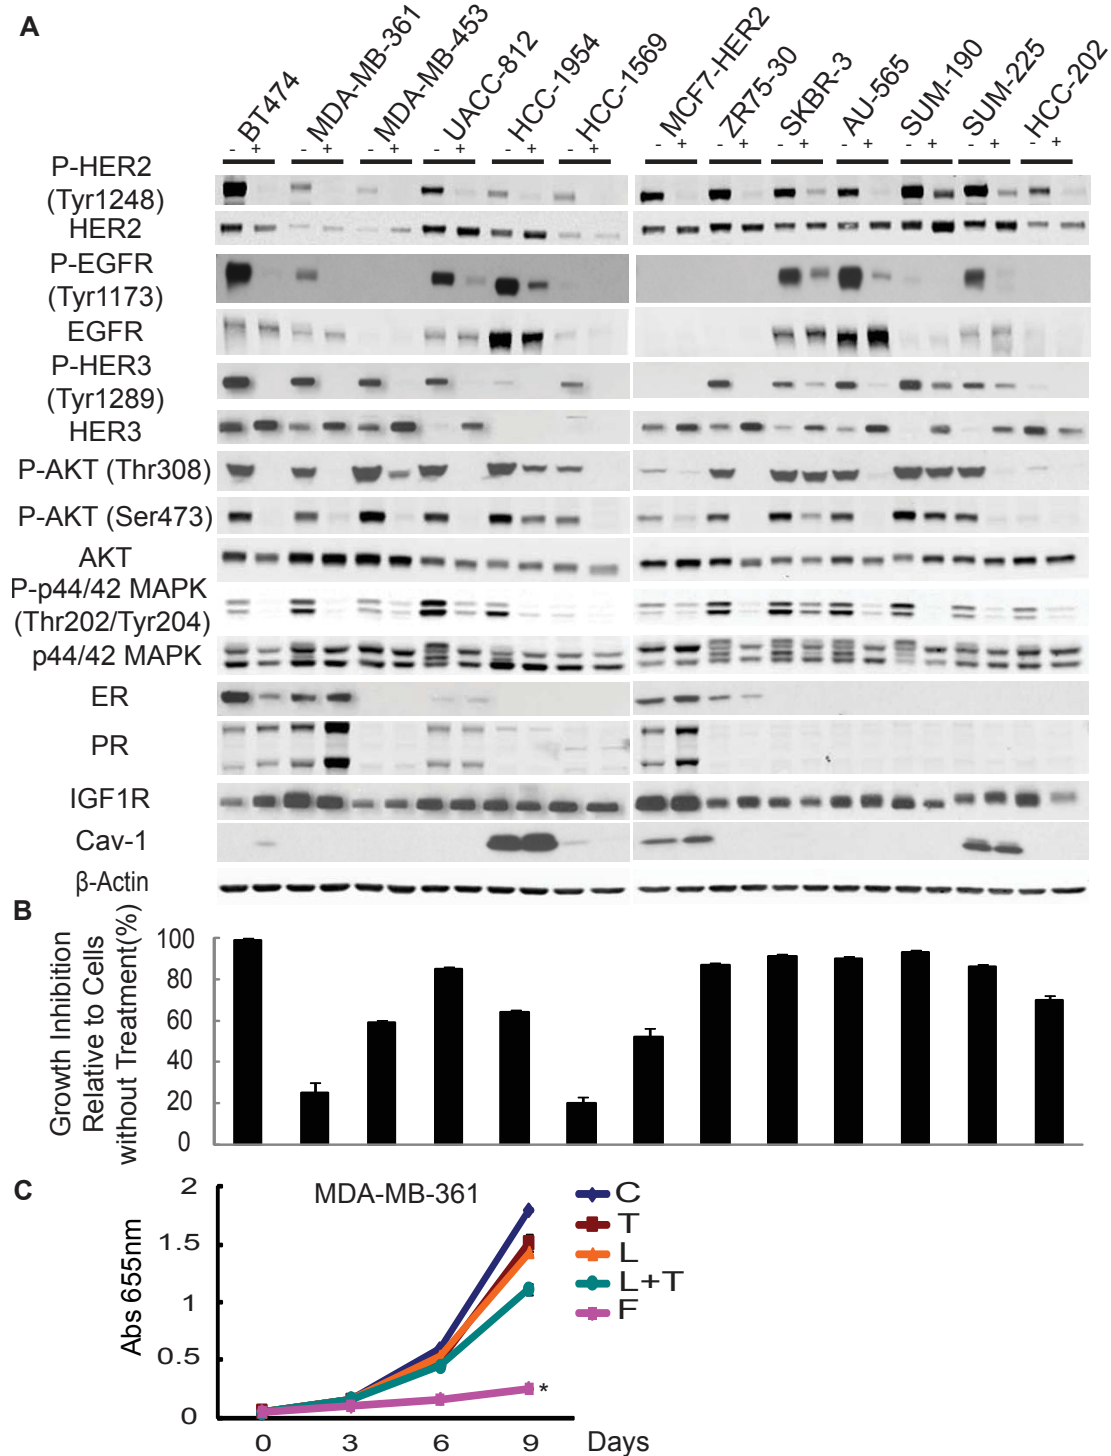 A
BT474 MDA-MB-361 MDA-MB-453 UACC-812 HCC-1954 HCC-1569 MCF7-HER2 ZR75-30 SKBR-3 AU-565 SUM-190 SUM-225 HCC-202
- + - + - + - + - + - + - + - + - + - + - + - + - +
P-HER2
(Tyr1248)
HER2
P-EGFR
(Tyr1173)
EGFR
P-HER3
(Tyr1289)
HER3
P-AKT (Thr308)
P-AKT (Ser473)
AKT
P-p44/42 MAPK
(Thr202/Tyr204)
p44/42 MAPK
ER
PR
IGF1R
Cav-1
β-Actin
B
Growth Inhibition
Relative to Cells
without Treatment(%)
100
80
60
40
20
0
C
MDA-MB-361
Abs 655nm
2
1.5
1
0.5
0
C
T
L
L+T
F
*
0 3 6 9 Days